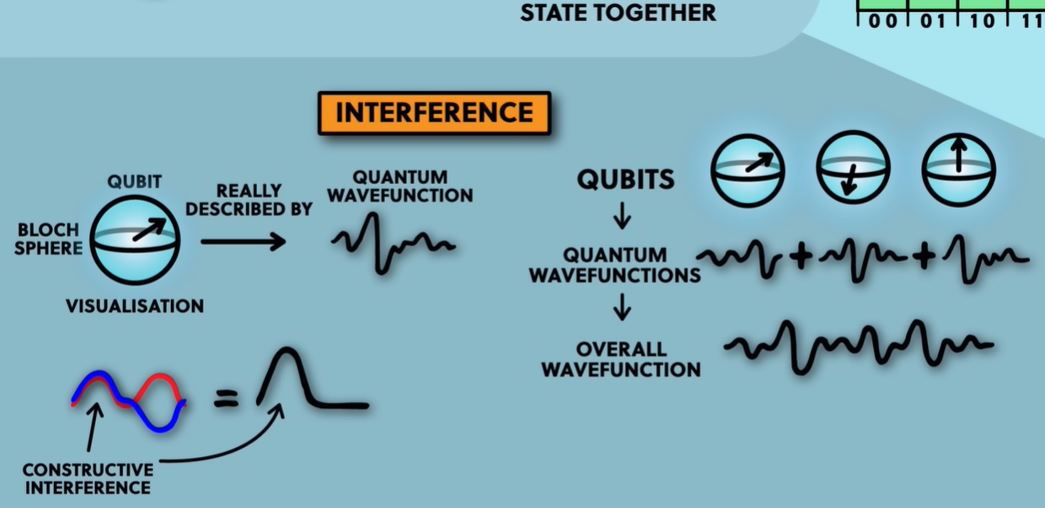 STATE TOGETHER
00 01 10 11
INTERFERENCE
QUBIT
BLOCH
SPHERE
VISUALISATION
REALLY
DESCRIBED BY
QUANTUM
WAVEFUNCTION
=
CONSTRUCTIVE
INTERFERENCE
QUBITS
QUANTUM
WAVEFUNCTIONS
+ +
OVERALL
WAVEFUNCTION